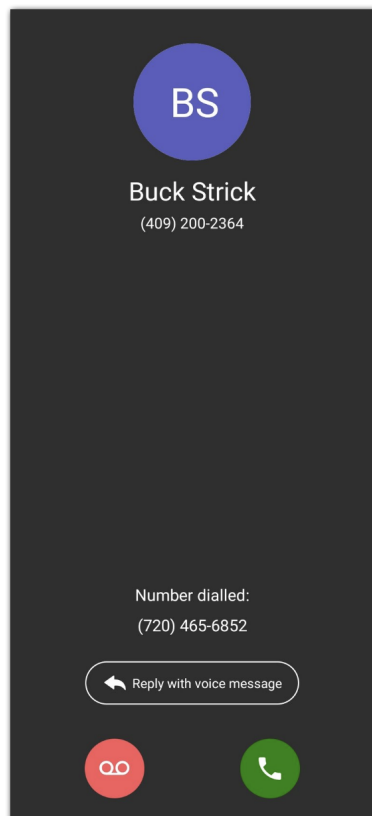 BS
Buck Strick
(409) 200-2364
Number dialled:
(720) 465-6852
Reply with voice message